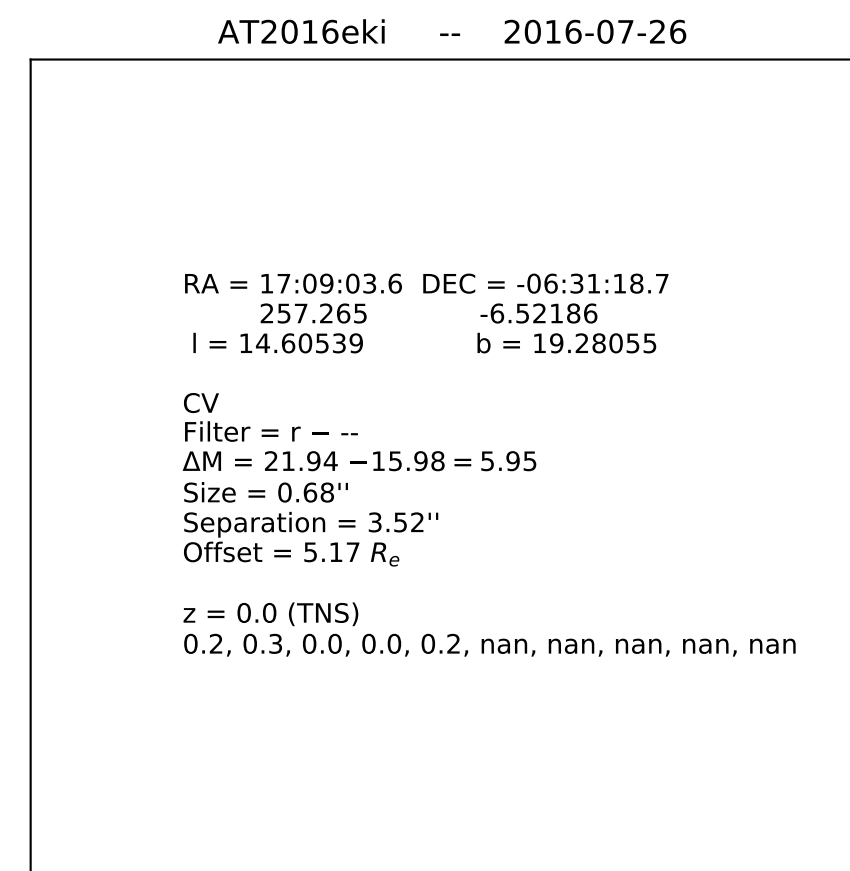 AT2016eki -- 2016-07-26
RA = 17:09:03.6 DEC = -06:31:18.7
257.265 -6.52186
l = 14.60539 b = 19.28055
CV
Filter = r − --
ΔM = 21.94 −15.98 = 5.95
Size = 0.68''
Separation = 3.52''
Offset = 5.17 Rₑ
z = 0.0 (TNS)
0.2, 0.3, 0.0, 0.0, 0.2, nan, nan, nan, nan, nan